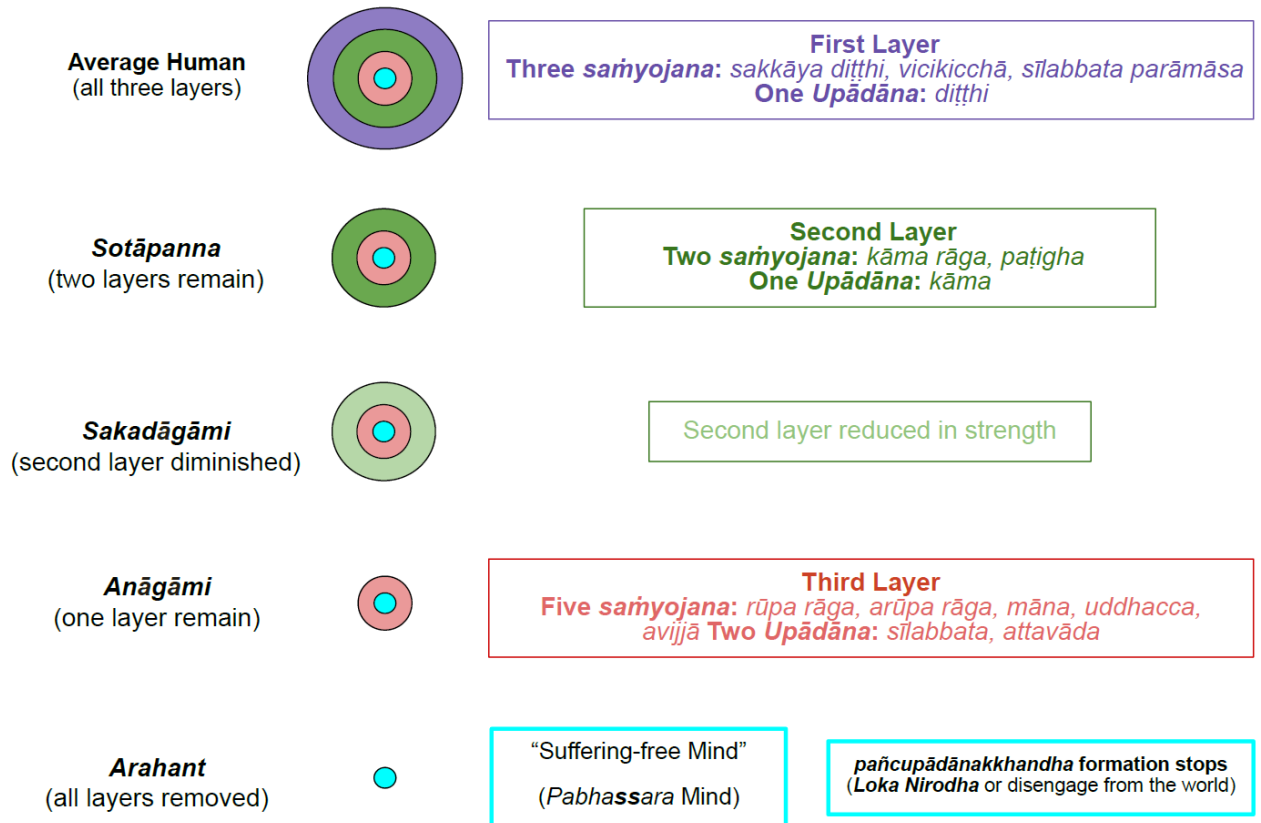 Average Human
(all three layers)
First Layer
Three saṁyojana: sakkāya diṭṭhi, vicikicchā, sīlabbata parāmāsa
One Upādāna: diṭṭhi
Sotāpanna
(two layers remain)
Second Layer
Two saṁyojana: kāma rāga, paṭigha
One Upādāna: kāma
Sakadāgāmi
(second layer diminished)
Second layer reduced in strength
Anāgāmi
(one layer remain)
Third Layer
Five saṁyojana: rūpa rāga, arūpa rāga, māna, uddhacca,
avijjā Two Upādāna: sīlabbata, attavāda
Arahant
(all layers removed)
“Suffering-free Mind”
(Pabhassara Mind)
pañcupādānakkhandha formation stops
(Loka Nirodha or disengage from the world)